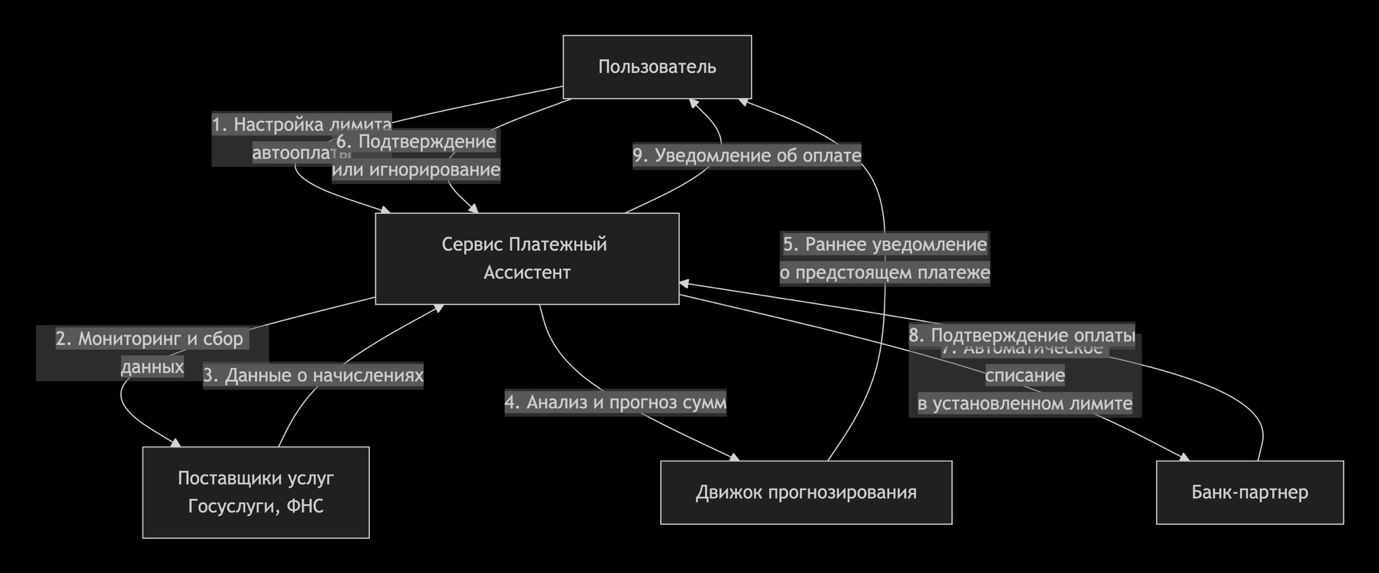 Пользователь
1. Настройка лимита
автооплаты
6. Подтверждение
или игнорирование
9. Уведомление об оплате
Сервис Платежный
Ассистент
5. Раннее уведомление
о предстоящем платеже
2. Мониторинг и сбор
данных
3. Данные о начислениях
4. Анализ и прогноз сумм
8. Подтверждение оплаты
7. Автоматическое
списание
в установленном лимите
Поставщики услуг
Госуслуги, ФНС
Движок прогнозирования
Банк-партнер